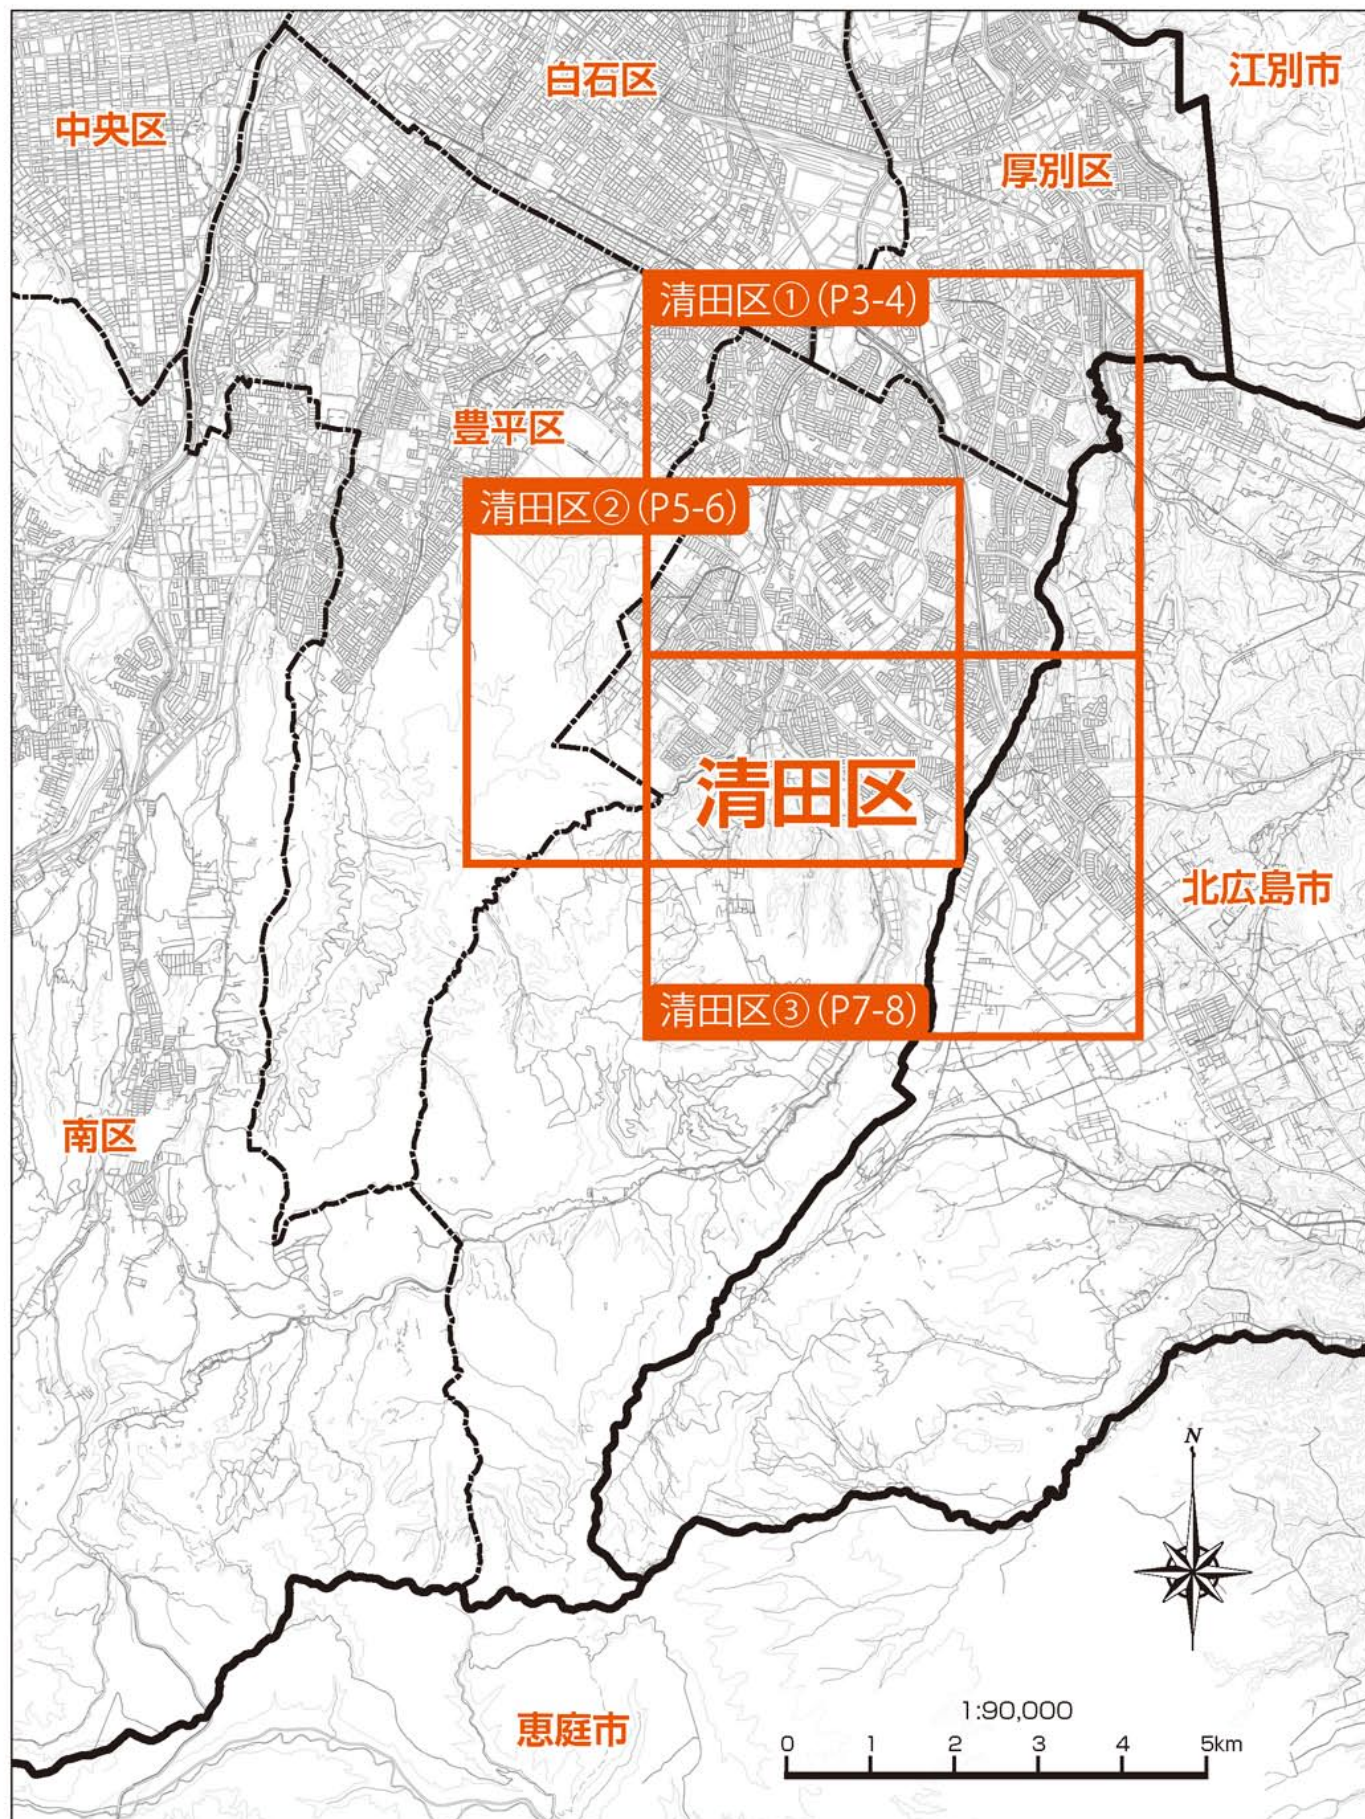 白石区
江別市
中央区
厚別区
清田区① (P3-4)
豊平区
清田区② (P5-6)
清田区
北広島市
清田区③ (P7-8)
南区
N
1:90,000
恵庭市
0 1 2 3 4 5km